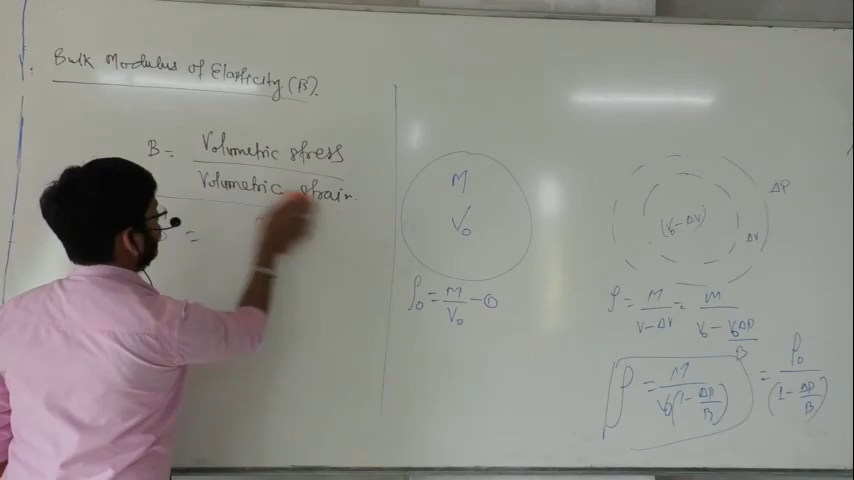 Bulk Modulus of Elasticity (B).
B = Volumetric stress
Volumetric strain.
=
M
V₀
ρ₀ = M/V₀ - ①
ΔP
(V₀ - ΔV)
ΔV
ρ = M/(V - ΔV) = M/(V₀ - V₀ΔP/B)
ρ = M/(V₀(1 - ΔP/B)) = ρ₀/(1 - ΔP/B)